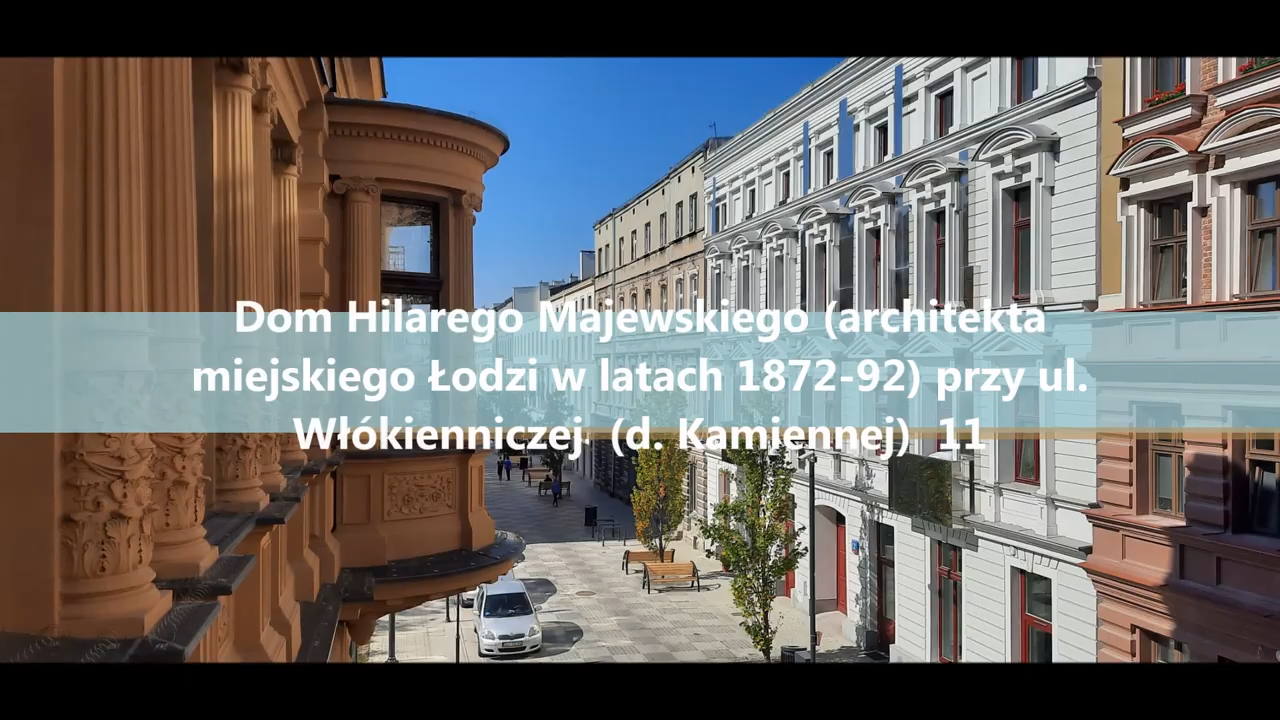 Dom Hilarego Majewskiego (architekta
miejskiego Łodzi w latach 1872-92) przy ul.
Włókienniczej (d. Kamiennej) 11